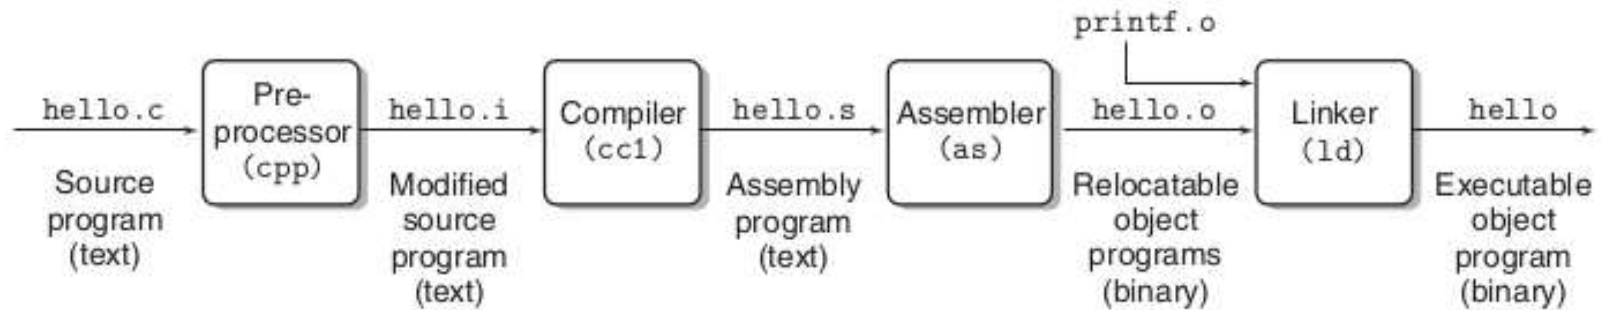 printf.o
hello.c
Pre-
processor
(cpp)
hello.i
Compiler
(cc1)
hello.s
Assembler
(as)
hello.o
Linker
(ld)
hello
Source
program
(text)
Modified
source
program
(text)
Assembly
program
(text)
Relocatable
object
programs
(binary)
Executable
object
program
(binary)